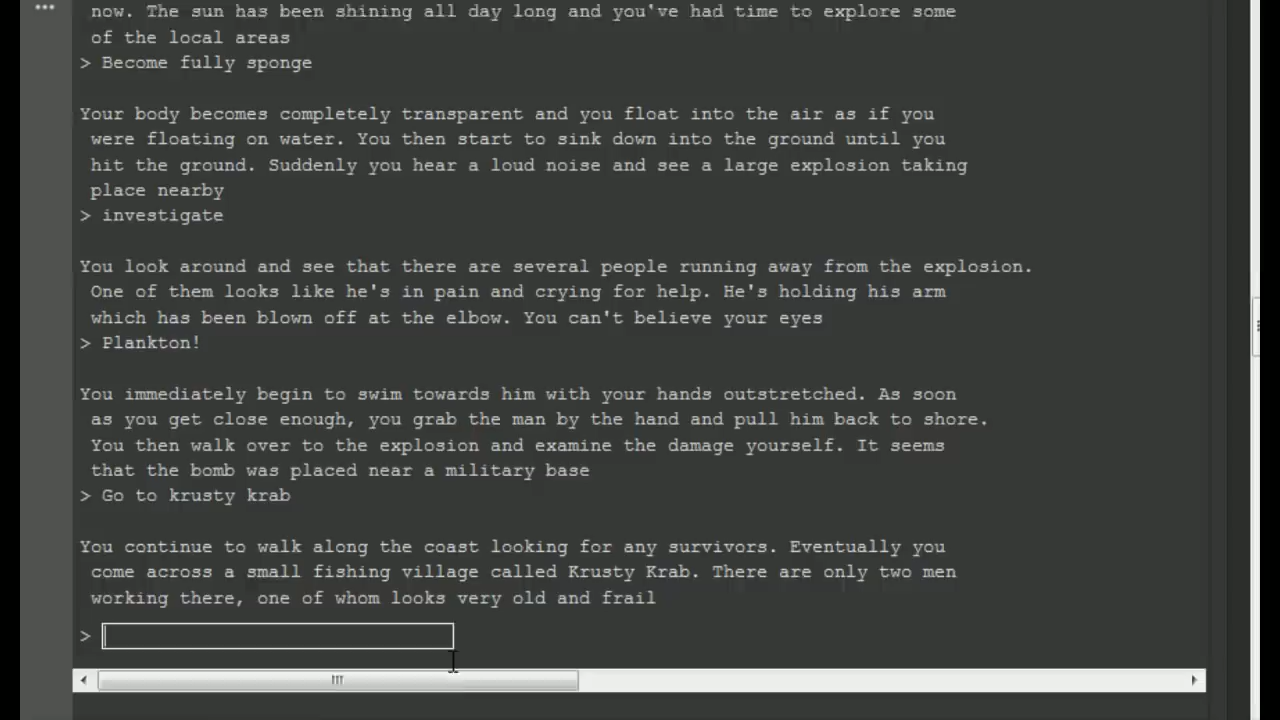 now. The sun has been shining all day long and you've had time to explore some
of the local areas
> Become fully sponge
Your body becomes completely transparent and you float into the air as if you
were floating on water. You then start to sink down into the ground until you
hit the ground. Suddenly you hear a loud noise and see a large explosion taking
place nearby
> investigate
You look around and see that there are several people running away from the explosion.
One of them looks like he's in pain and crying for help. He's holding his arm
which has been blown off at the elbow. You can't believe your eyes
> Plankton!
You immediately begin to swim towards him with your hands outstretched. As soon
as you get close enough, you grab the man by the hand and pull him back to shore.
You then walk over to the explosion and examine the damage yourself. It seems
that the bomb was placed near a military base
> Go to krusty krab
You continue to walk along the coast looking for any survivors. Eventually you
come across a small fishing village called Krusty Krab. There are only two men
working there, one of whom looks very old and frail
>